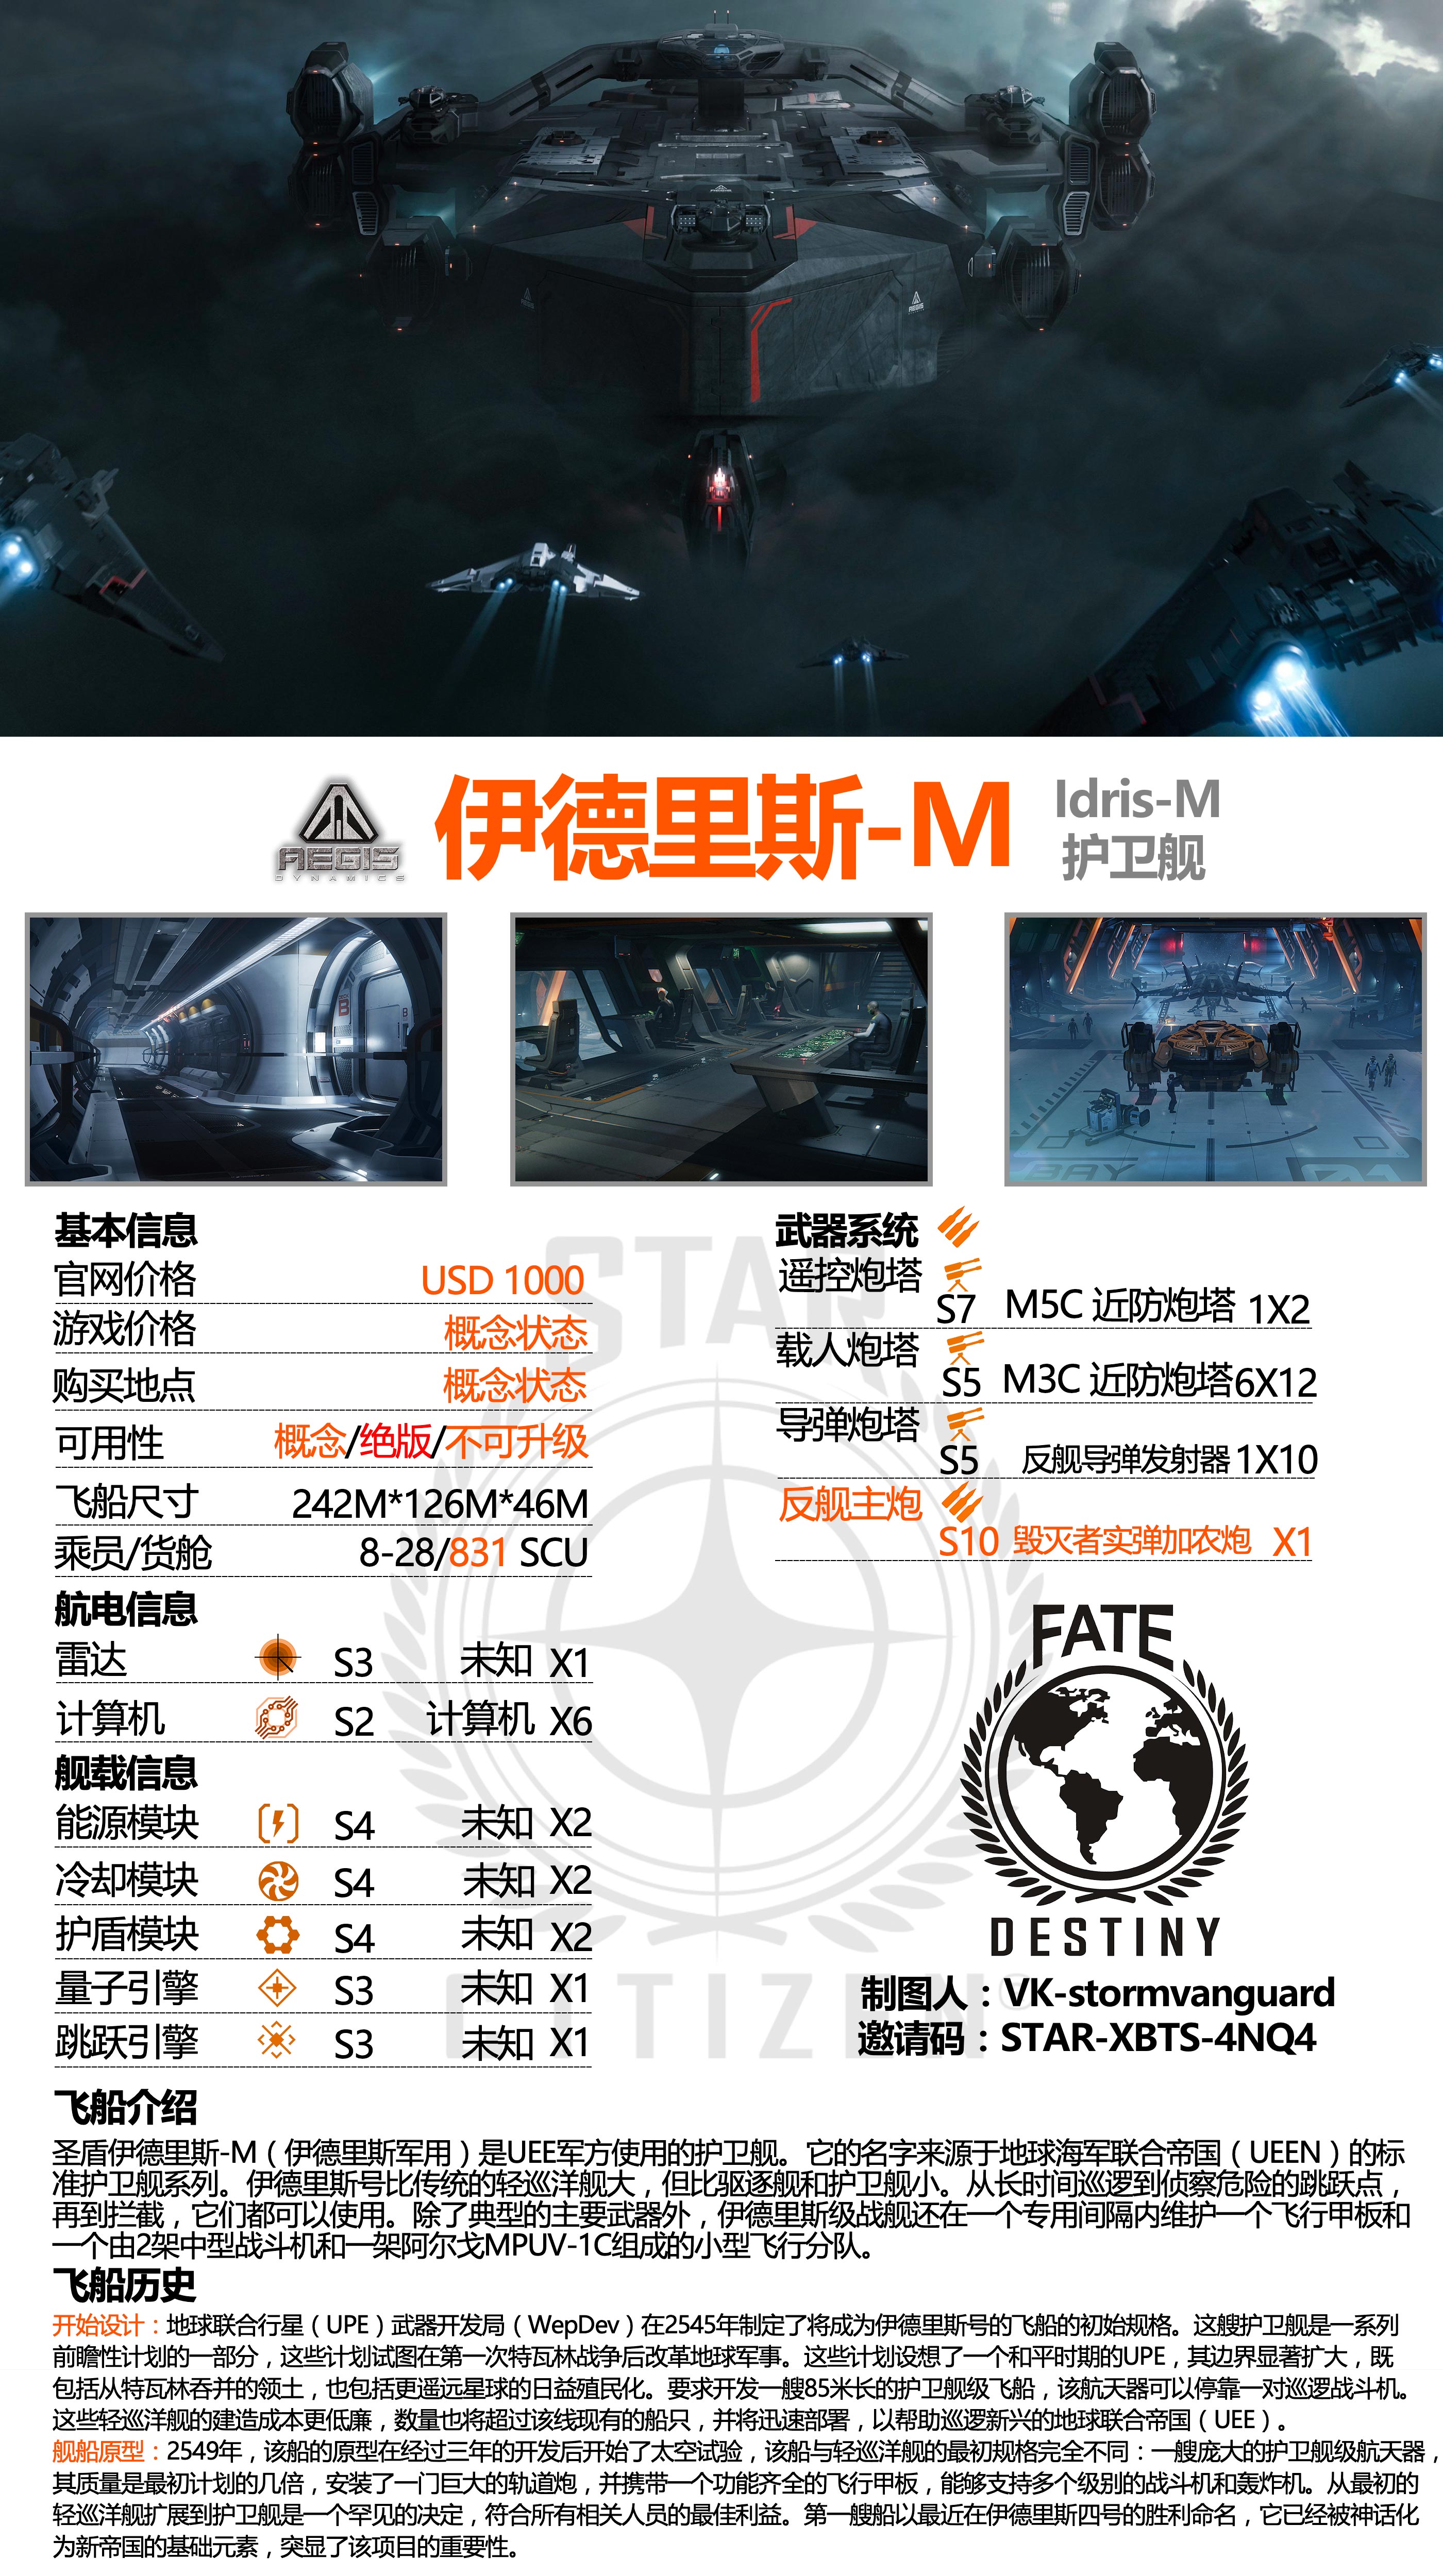 AEGIS
DYNAMICS
伊德里斯-M
Idris-M
护卫舰
基本信息
官网价格 USD 1000
游戏价格 概念状态
购买地点 概念状态
可用性 概念/绝版/不可升级
飞船尺寸 242M*126M*46M
乘员/货舱 8-28/831 SCU
航电信息
雷达 S3 未知 X1
计算机 S2 计算机 X6
舰载信息
能源模块 S4 未知 X2
冷却模块 S4 未知 X2
护盾模块 S4 未知 X2
量子引擎 S3 未知 X1
跳跃引擎 S3 未知 X1
武器系统
遥控炮塔
S7 M5C 近防炮塔 1X2
载人炮塔
S5 M3C 近防炮塔6X12
导弹炮塔
S5 反舰导弹发射器 1X10
反舰主炮
S10 毁灭者实弹加农炮 X1
STAR
CITIZEN
FATE
DESTINY
制图人：VK-stormvanguard
邀请码：STAR-XBTS-4NQ4
飞船介绍
圣盾伊德里斯-M（伊德里斯军用）是UEE军方使用的护卫舰。它的名字来源于地球海军联合帝国（UEEN）的标
准护卫舰系列。伊德里斯号比传统的轻巡洋舰大，但比驱逐舰和护卫舰小。从长时间巡逻到侦察危险的跳跃点，
再到拦截，它们都可以使用。除了典型的主要武器外，伊德里斯级战舰还在一个专用间隔内维护一个飞行甲板和
一个由2架中型战斗机和一架阿尔戈MPUV-1C组成的小型飞行分队。
飞船历史
开始设计：地球联合行星（UPE）武器开发局（WepDev）在2545年制定了将成为伊德里斯号的飞船的初始规格。这艘护卫舰是一系列
前瞻性计划的一部分，这些计划试图在第一次特瓦林战争后改革地球军事。这些计划设想了一个和平时期的UPE，其边界显著扩大，既
包括从特瓦林吞并的领土，也包括更遥远星球的日益殖民化。要求开发一艘85米长的护卫舰级飞船，该航天器可以停靠一对巡逻战斗机。
这些轻巡洋舰的建造成本更低廉，数量也将超过该线现有的船只，并将迅速部署，以帮助巡逻新兴的地球联合帝国（UEE）。
舰船原型：2549年，该船的原型在经过三年的开发后开始了太空试验，该船与轻巡洋舰的最初规格完全不同：一艘庞大的护卫舰级航天器，
其质量是最初计划的几倍，安装了一门巨大的轨道炮，并携带一个功能齐全的飞行甲板，能够支持多个级别的战斗机和轰炸机。从最初的
轻巡洋舰扩展到护卫舰是一个罕见的决定，符合所有相关人员的最佳利益。第一艘船以最近在伊德里斯四号的胜利命名，它已经被神话化
为新帝国的基础元素，突显了该项目的重要性。